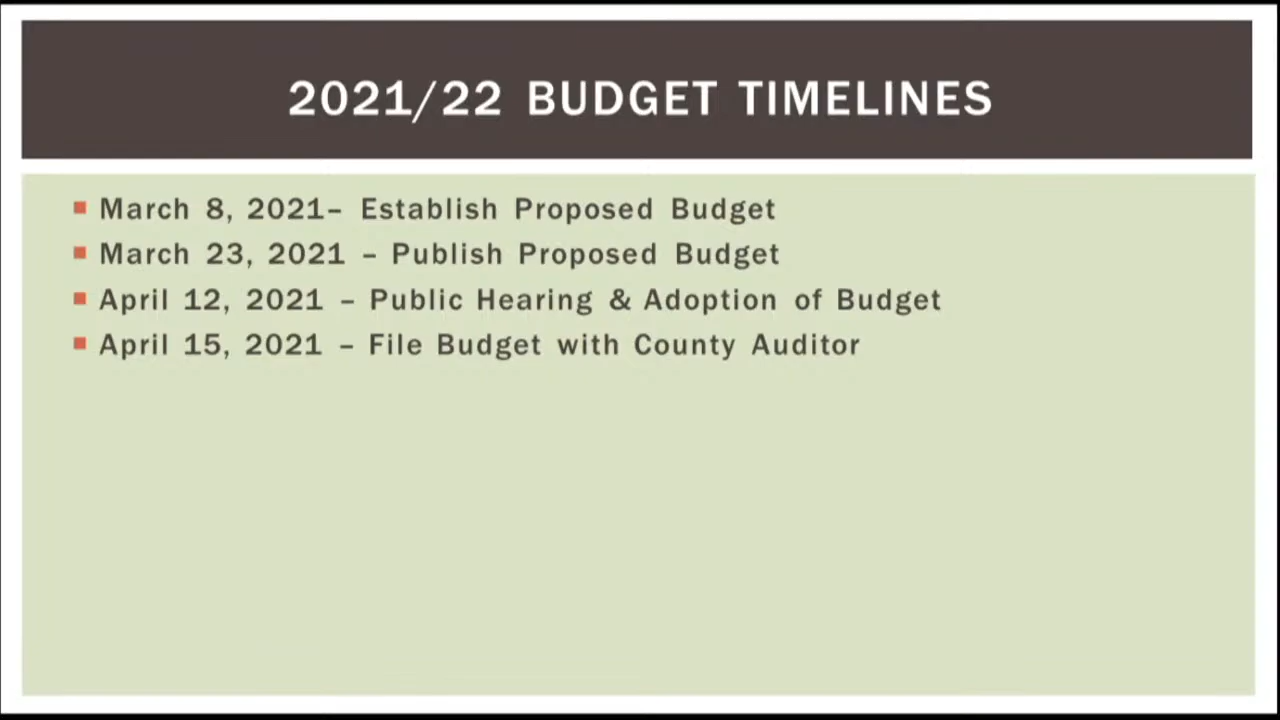 2021/22 BUDGET TIMELINES
March 8, 2021– Establish Proposed Budget
March 23, 2021 – Publish Proposed Budget
April 12, 2021 – Public Hearing & Adoption of Budget
April 15, 2021 – File Budget with County Auditor